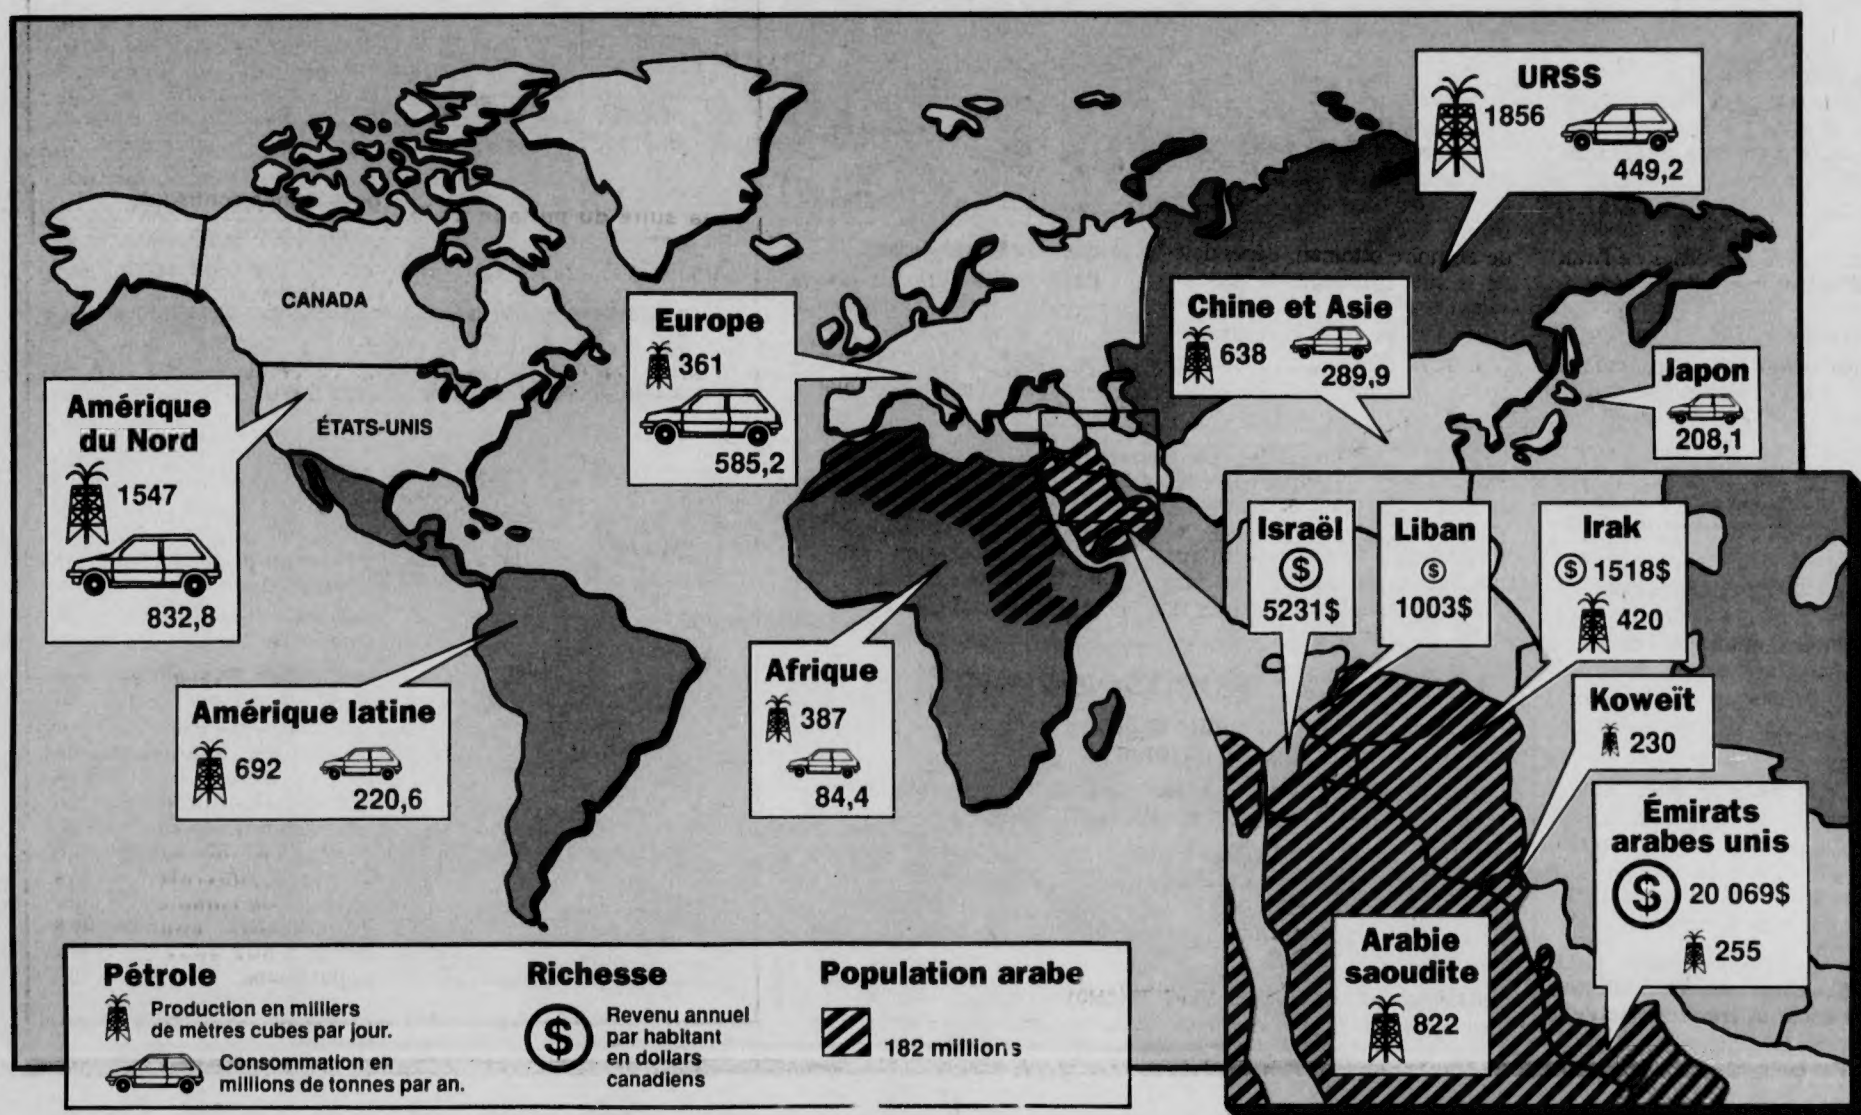 URSS
1856
449,2
CANADA
Europe
361
585,2
Chine et Asie
638
289,9
Japon
208,1
Amérique
du Nord
1547
832,8
ÉTATS-UNIS
Israël
$
5231$
Liban
$
1003$
Irak
$ 1518$
420
Afrique
387
84,4
Amérique latine
692
220,6
Koweït
230
Émirats
arabes unis
$ 20 069$
255
Arabie
saoudite
822
Pétrole
Production en milliers
de mètres cubes par jour.
Consommation en
millions de tonnes par an.
Richesse
$
Revenu annuel
par habitant
en dollars
canadiens
Population arabe
182 millions